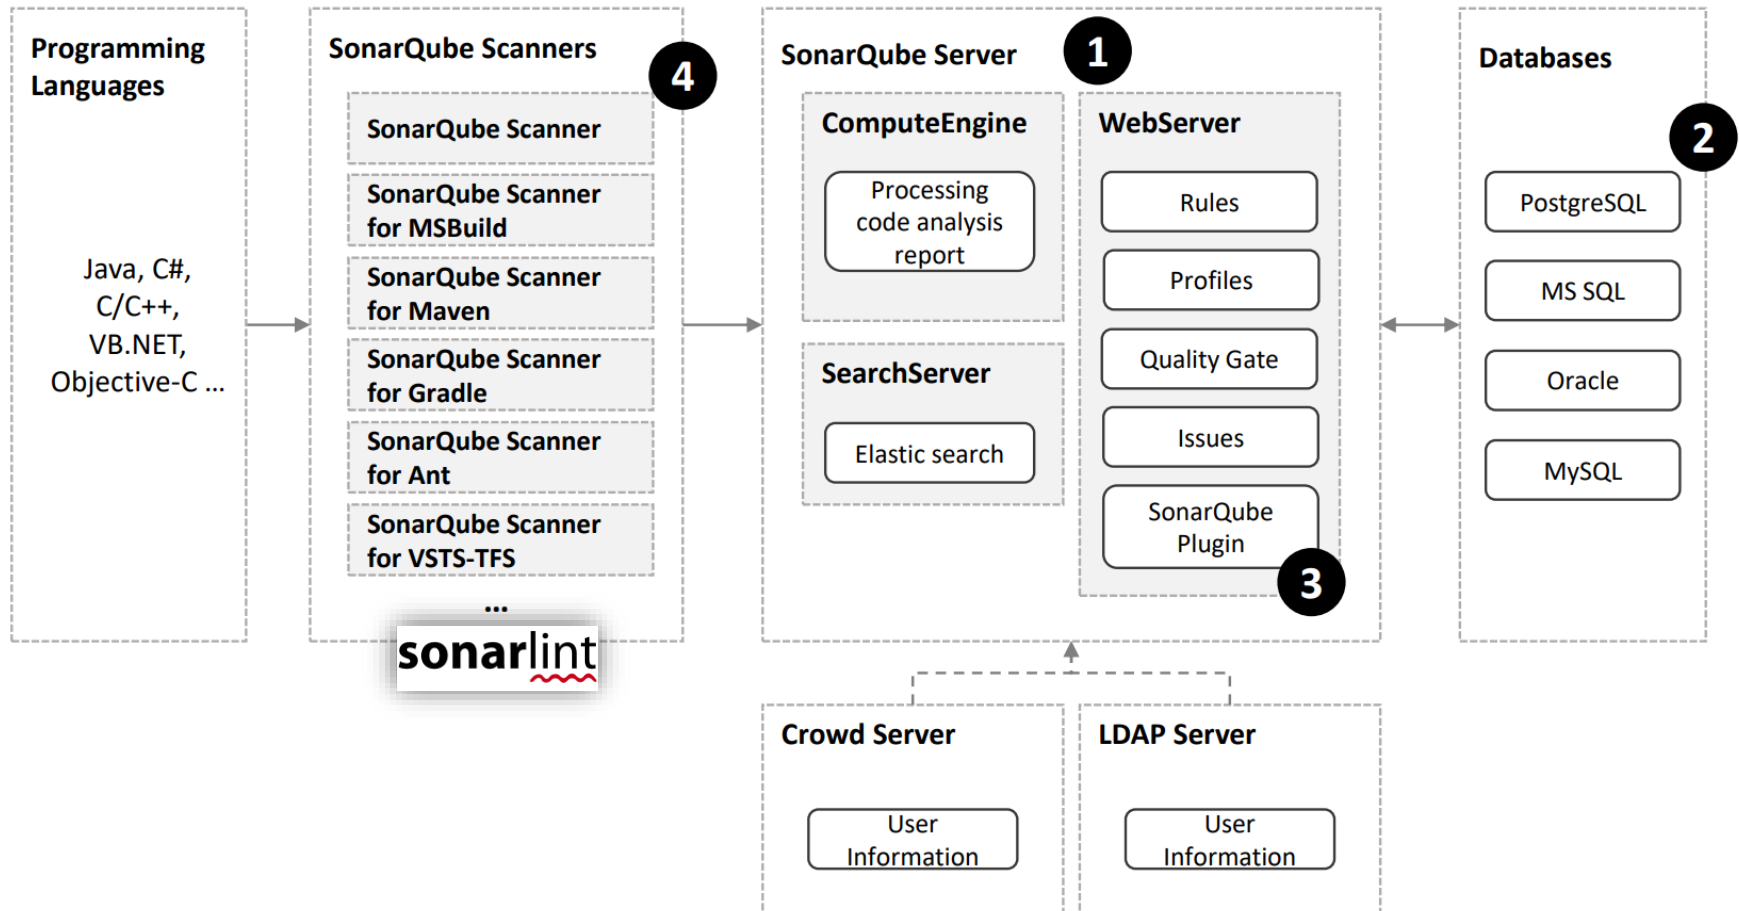 Programming
Languages
Java, C#,
C/C++,
VB.NET,
Objective-C ...
SonarQube Scanners
4
SonarQube Scanner
SonarQube Scanner
for MSBuild
SonarQube Scanner
for Maven
SonarQube Scanner
for Gradle
SonarQube Scanner
for Ant
SonarQube Scanner
for VSTS-TFS
...
sonarlint
SonarQube Server
1
ComputeEngine
Processing
code analysis
report
SearchServer
Elastic search
WebServer
Rules
Profiles
Quality Gate
Issues
SonarQube
Plugin
3
Databases
2
PostgreSQL
MS SQL
Oracle
MySQL
Crowd Server
User
Information
LDAP Server
User
Information